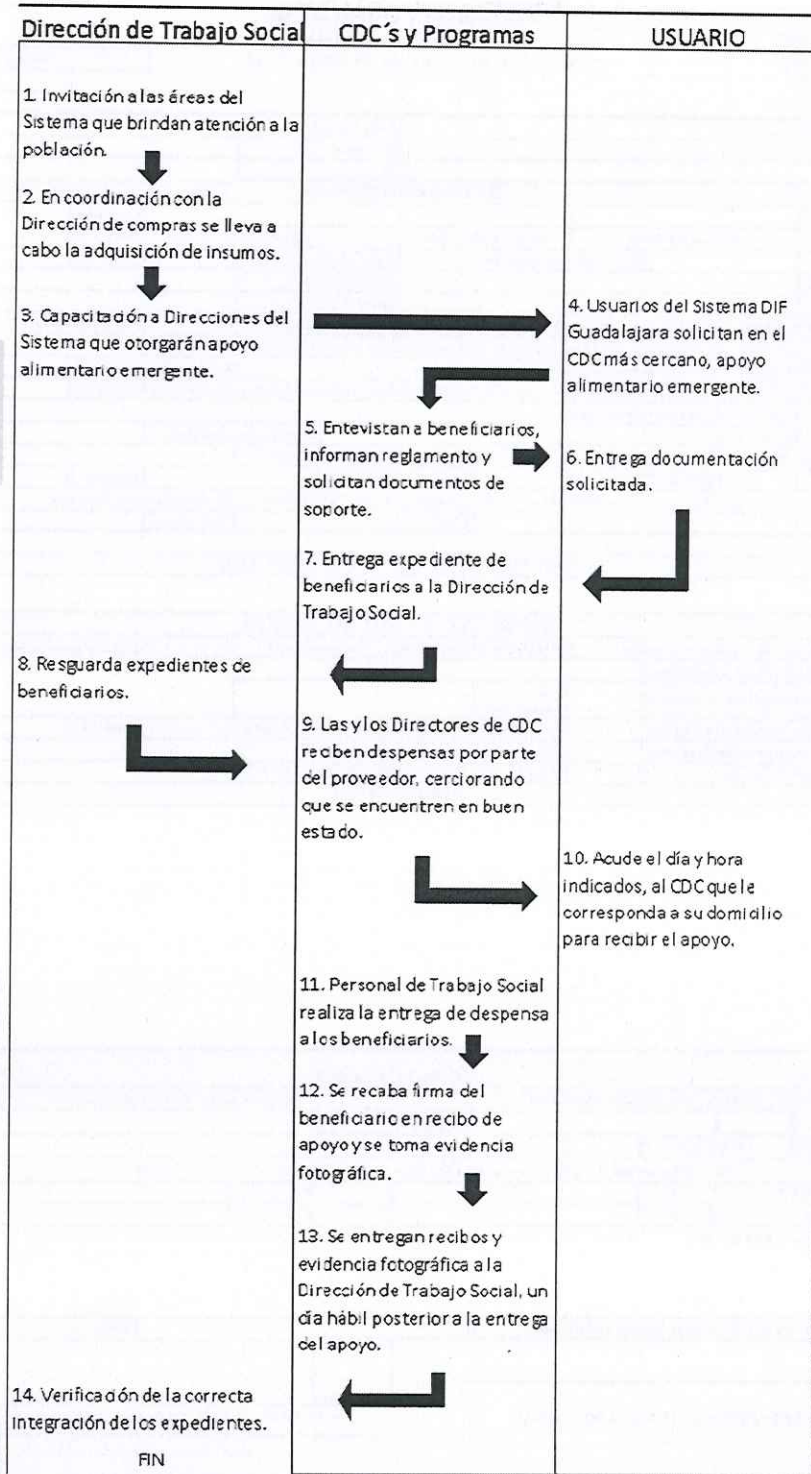 Dirección de Trabajo Social
CDC´s y Programas
USUARIO
1. Invitación a las áreas del
Sistema que brindan atención a la
población.
2. En coordinación con la
Dirección de compras se lleva a
cabo la adquisición de insumos.
3. Capacitación a Direcciones del
Sistema que otorgarán apoyo
alimentario emergente.
4. Usuarios del Sistema DIF
Guadalajara solicitan en el
CDC más cercano, apoyo
alimentario emergente.
5. Entevistan a beneficiarios,
informan reglamento y
solicitan documentos de
soporte.
6. Entrega documentación
solicitada.
7. Entrega expediente de
beneficiarios a la Dirección de
Trabajo Social.
8. Resguarda expedientes de
beneficiarios.
9. Las y los Directores de CDC
reciben despensas por parte
del proveedor, cerciorando
que se encuentren en buen
estado.
10. Acude el día y hora
indicados, al CDC que le
corresponda a su domicilio
para recibir el apoyo.
11. Personal de Trabajo Social
realiza la entrega de despensa
a los beneficiarios.
12. Se recaba firma del
beneficiario en recibo de
apoyo y se toma evidencia
fotográfica.
13. Se entregan recibos y
evidencia fotográfica a la
Dirección de Trabajo Social, un
día hábil posterior a la entrega
del apoyo.
14. Verificación de la correcta
integración de los expedientes.
FIN